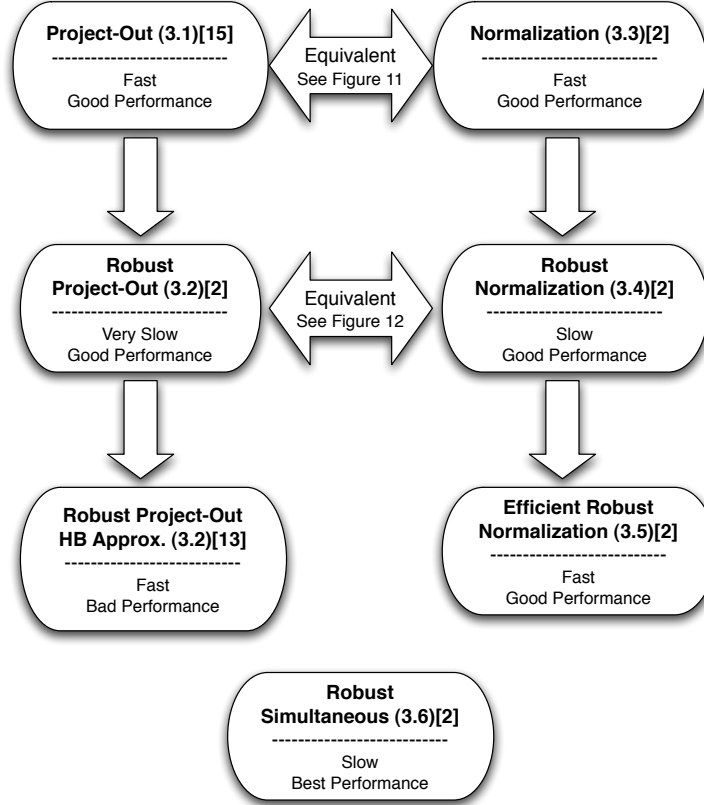 Project-Out (3.1)[15]
----------------------------
Fast
Good Performance
Equivalent
See Figure 11
Normalization (3.3)[2]
----------------------------
Fast
Good Performance
Robust
Project-Out (3.2)[2]
----------------------------
Very Slow
Good Performance
Equivalent
See Figure 12
Robust
Normalization (3.4)[2]
----------------------------
Slow
Good Performance
Robust Project-Out
HB Approx. (3.2)[13]
----------------------------
Fast
Bad Performance
Efficient Robust
Normalization (3.5)[2]
----------------------------
Fast
Good Performance
Robust
Simultaneous (3.6)[2]
----------------------------
Slow
Best Performance